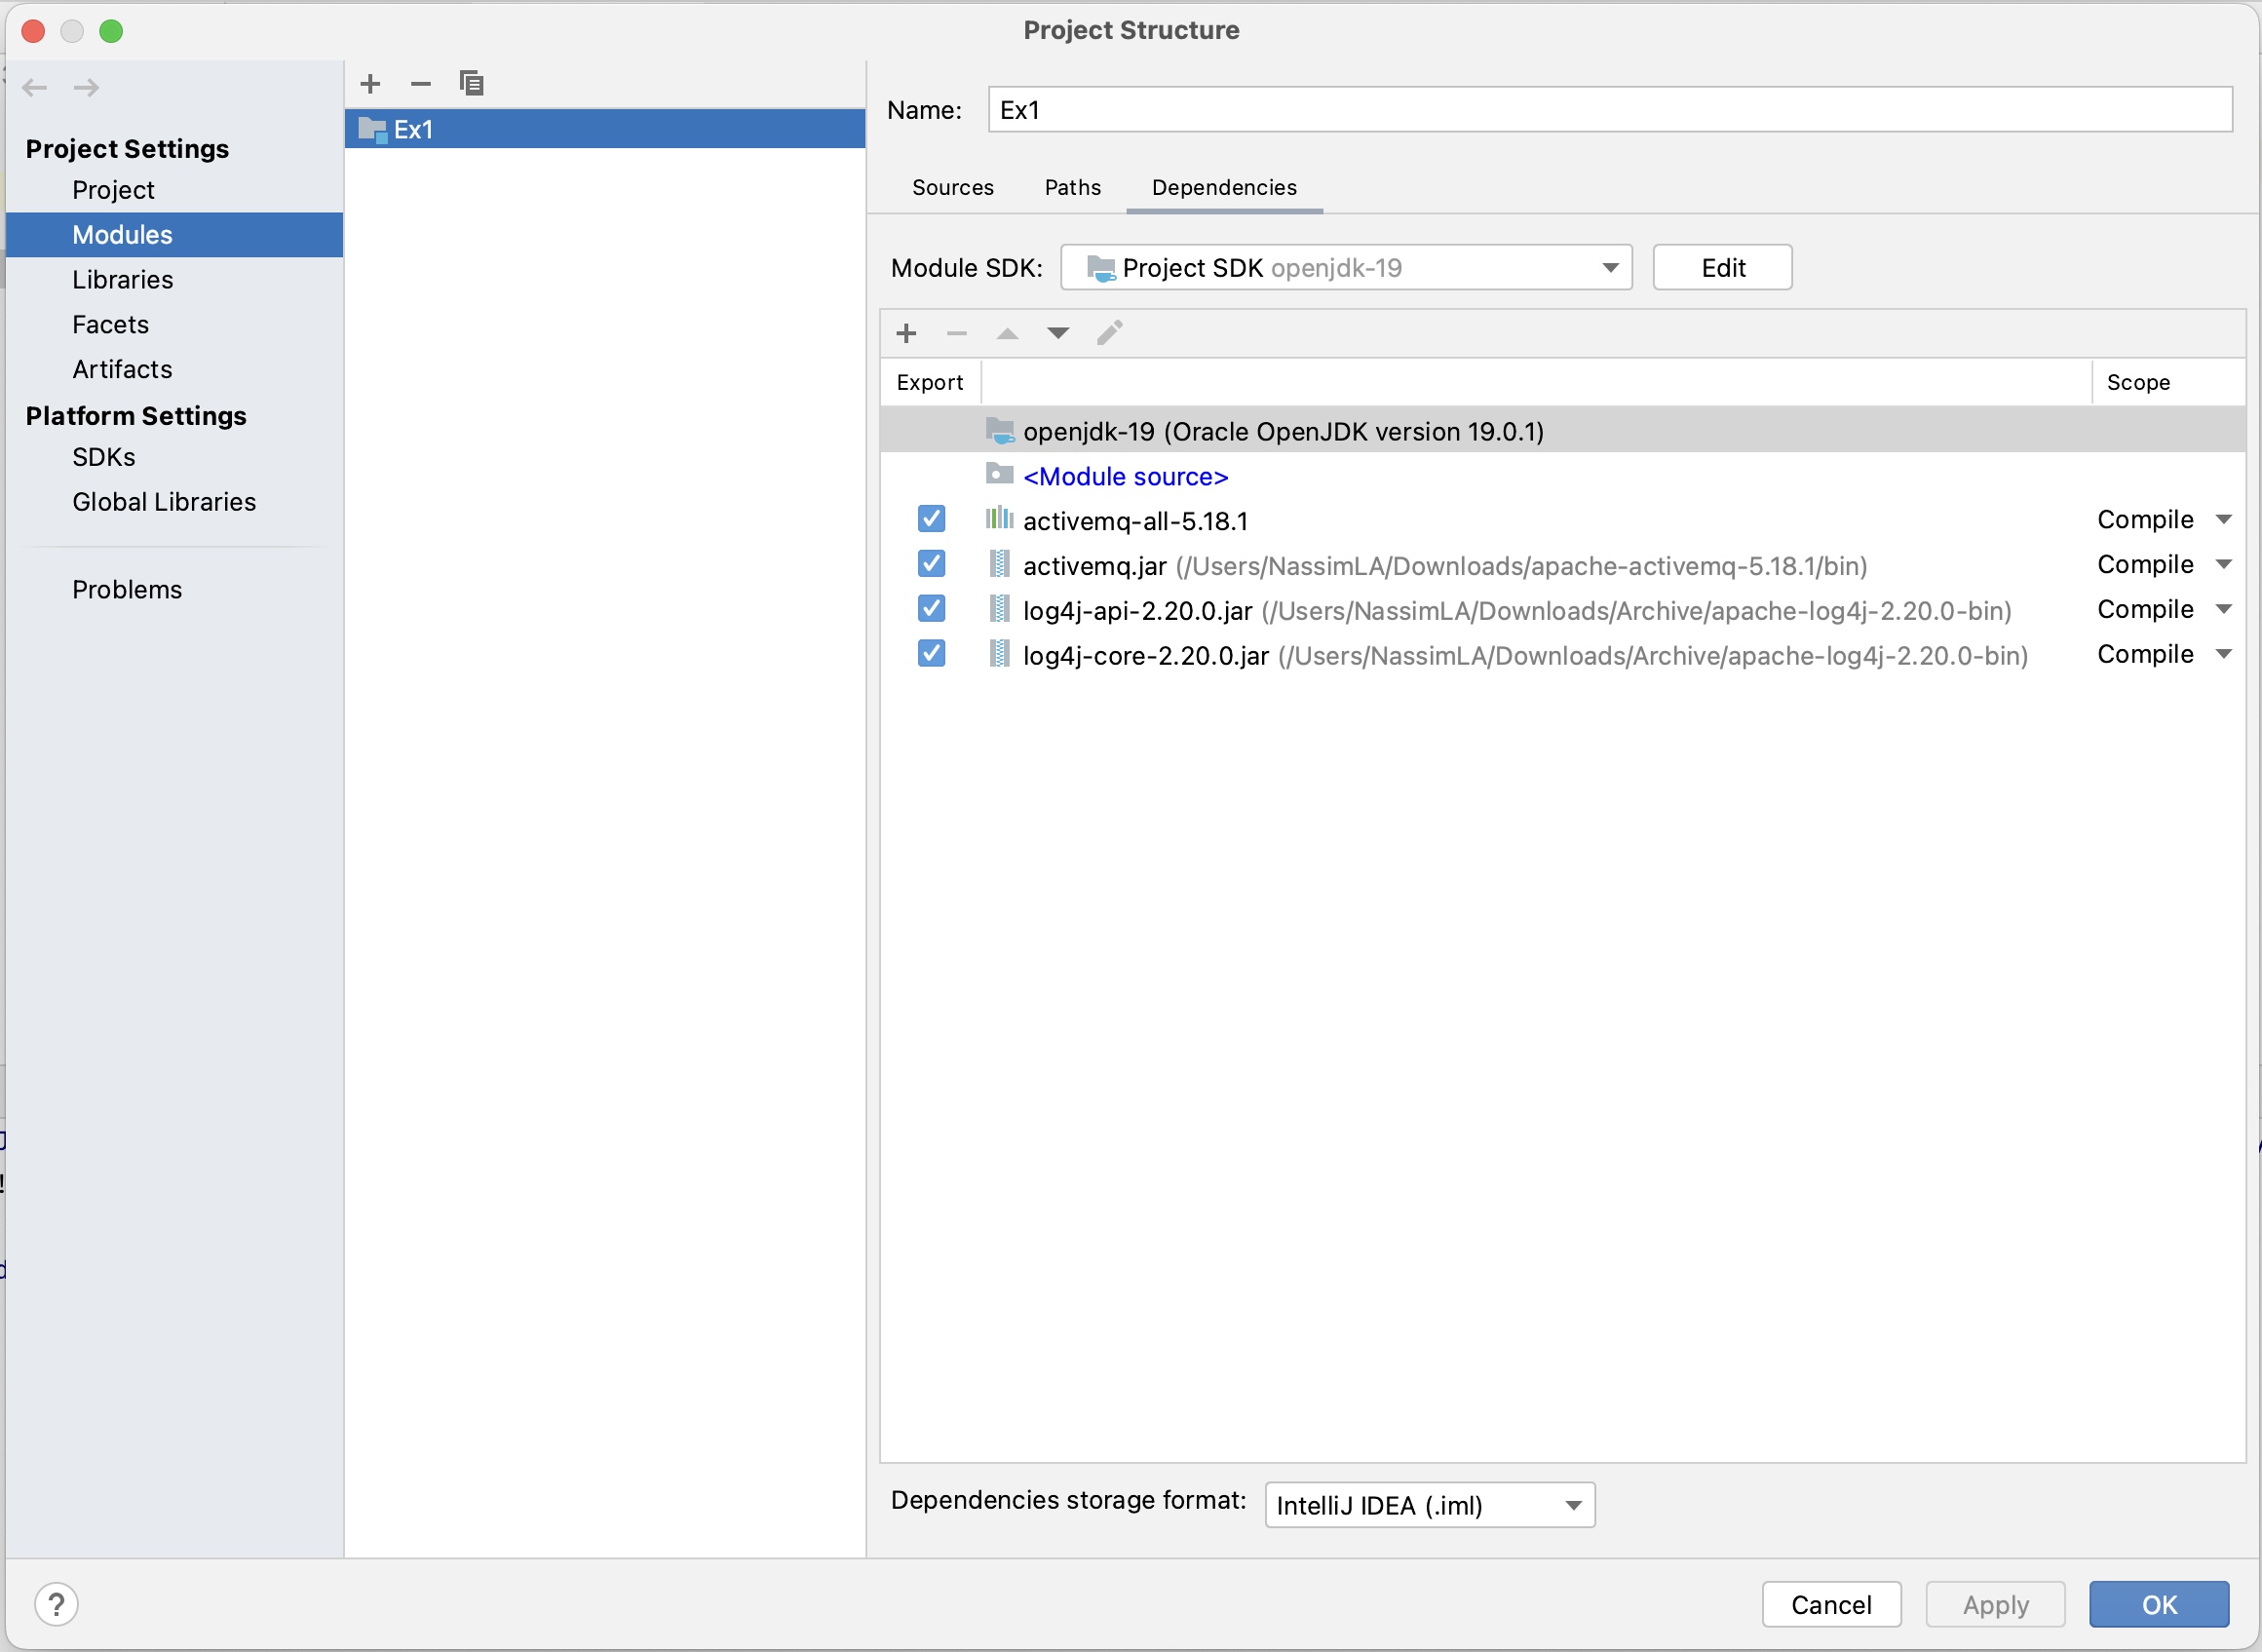 Project Structure
Project Settings
Project
Modules
Libraries
Facets
Artifacts
Platform Settings
SDKs
Global Libraries
Problems
Ex1
Name: Ex1
Sources Paths Dependencies
Module SDK: Project SDK openjdk-19 Edit
Export Scope
openjdk-19 (Oracle OpenJDK version 19.0.1)
<Module source>
activemq-all-5.18.1 Compile
activemq.jar (/Users/NassimLA/Downloads/apache-activemq-5.18.1/bin) Compile
log4j-api-2.20.0.jar (/Users/NassimLA/Downloads/Archive/apache-log4j-2.20.0-bin) Compile
log4j-core-2.20.0.jar (/Users/NassimLA/Downloads/Archive/apache-log4j-2.20.0-bin) Compile
Dependencies storage format: IntelliJ IDEA (.iml)
? Cancel Apply OK